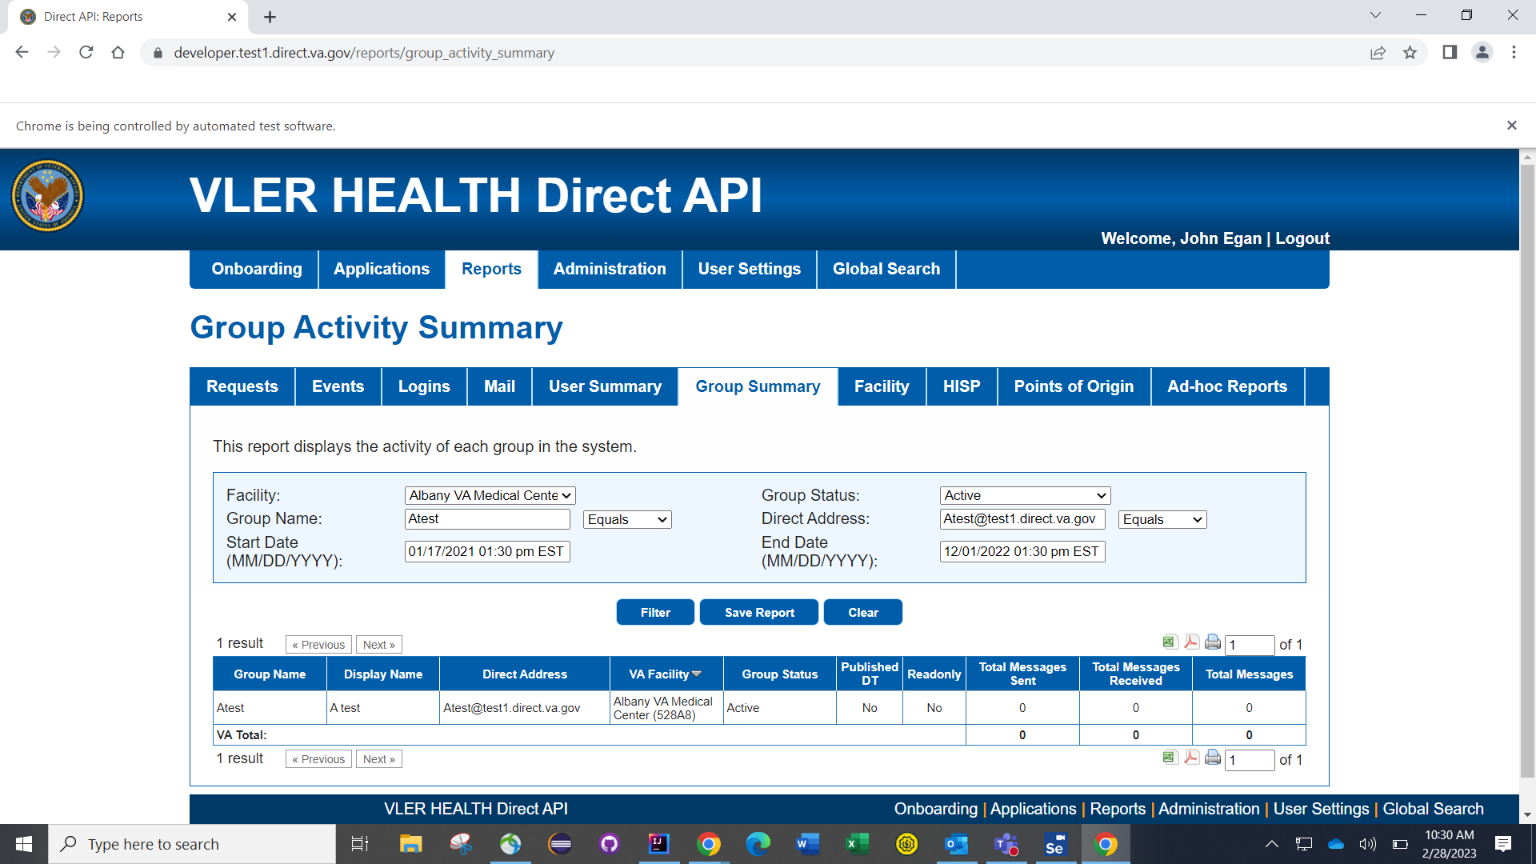 Direct API: Reports
developer.test1.direct.va.gov/reports/group_activity_summary
Chrome is being controlled by automated test software.
VLER HEALTH Direct API
Welcome, John Egan | Logout
Onboarding Applications Reports Administration User Settings Global Search
Group Activity Summary
Requests Events Logins Mail User Summary Group Summary Facility HISP Points of Origin Ad-hoc Reports
This report displays the activity of each group in the system.
Facility: Albany VA Medical Cente Group Status: Active
Group Name: Atest Equals Direct Address: Atest@test1.direct.va.gov Equals
Start Date (MM/DD/YYYY): 01/17/2021 01:30 pm EST End Date (MM/DD/YYYY): 12/01/2022 01:30 pm EST
Filter Save Report Clear
1 result « Previous Next » 1 of 1
Group Name Display Name Direct Address VA Facility Group Status Published DT Readonly Total Messages Sent Total Messages Received Total Messages
Atest A test Atest@test1.direct.va.gov Albany VA Medical Center (528A8) Active No No 0 0 0
VA Total: 0 0 0
1 result « Previous Next » 1 of 1
VLER HEALTH Direct API Onboarding | Applications | Reports | Administration | User Settings | Global Search
Type here to search
10:30 AM
2/28/2023